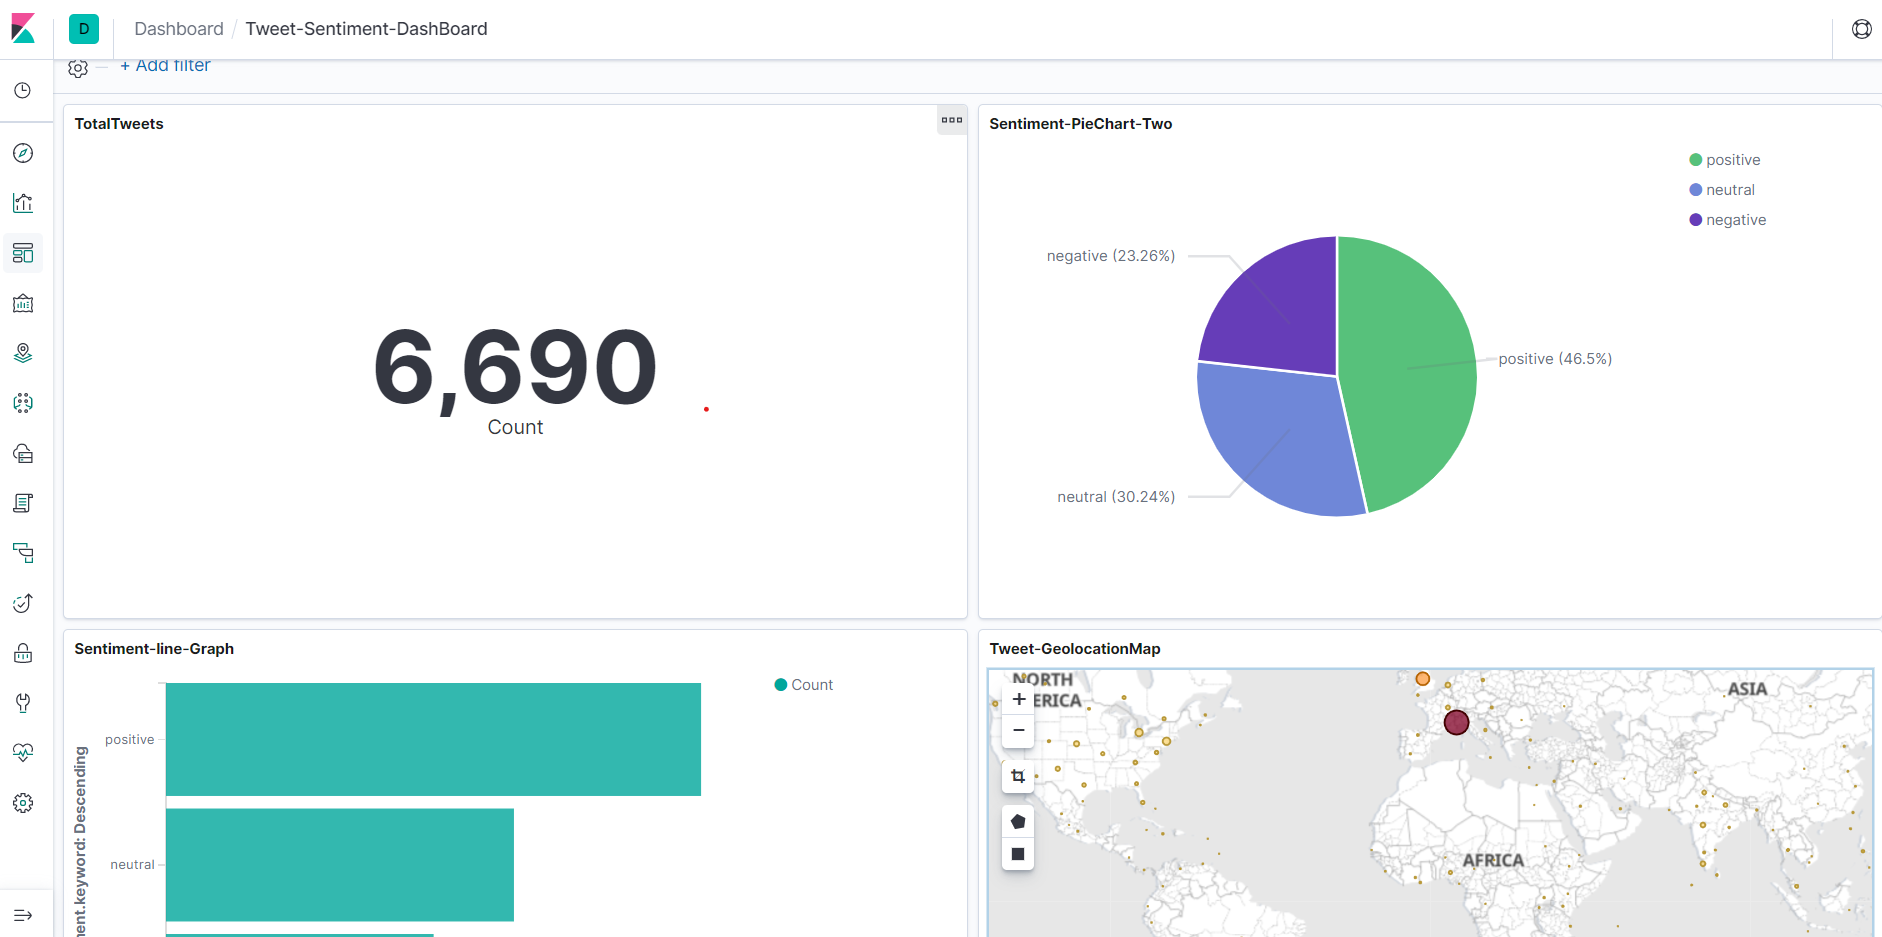 D
Dashboard / Tweet-Sentiment-DashBoard
+ Add filter
TotalTweets
6,690
Count
Sentiment-PieChart-Two
positive
neutral
negative
negative (23.26%)
positive (46.5%)
neutral (30.24%)
Sentiment-line-Graph
Count
positive
neutral
nent.keyword: Descending
Tweet-GeolocationMap
NORTH
ERICA
ASIA
AFRICA